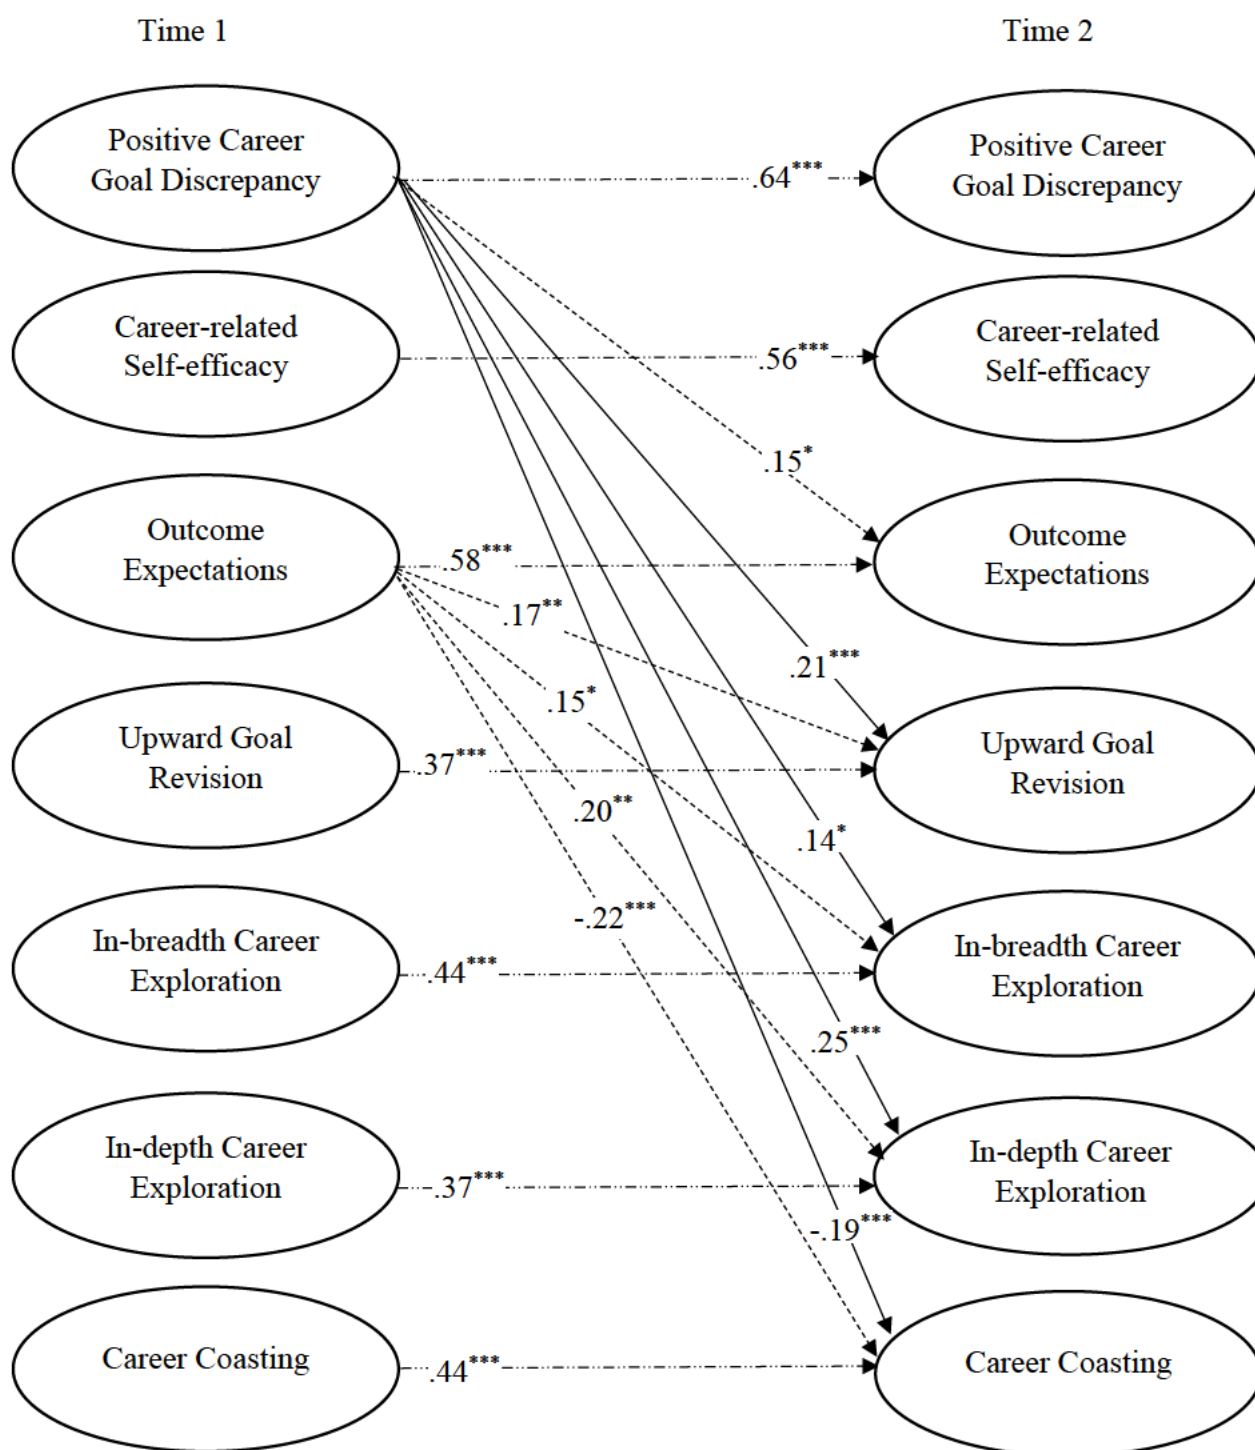 Time 1
Time 2
Positive Career
Goal Discrepancy
.64***
Positive Career
Goal Discrepancy
Career-related
Self-efficacy
.56***
Career-related
Self-efficacy
.15*
Outcome
Expectations
.58***
Outcome
Expectations
.17**
.21***
.15*
Upward Goal
Revision
.37***
Upward Goal
Revision
.20**
.14*
-.22***
In-breadth Career
Exploration
.44***
In-breadth Career
Exploration
.25***
In-depth Career
Exploration
.37***
In-depth Career
Exploration
-.19***
Career Coasting
.44***
Career Coasting